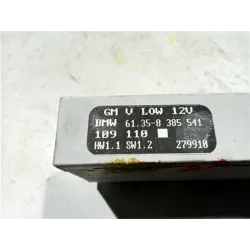 GM V LOW 12V
BMW 61.35-8 385 541
109 110
HW1.1 SW1.2 279910